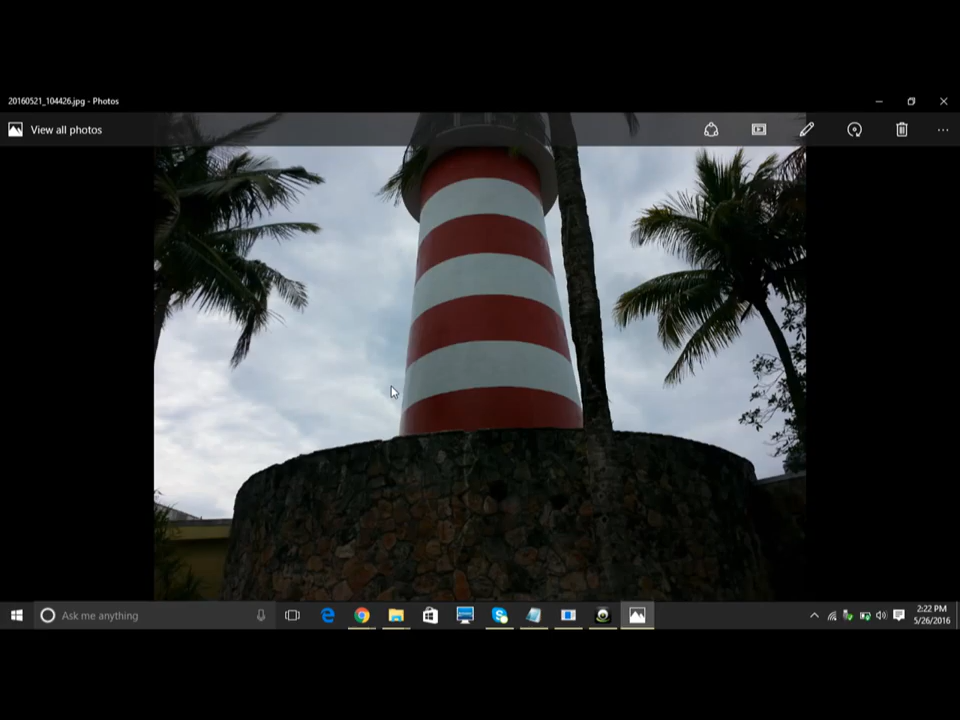 20160521_104426.jpg - Photos
View all photos
Ask me anything
2:22 PM
5/26/2016